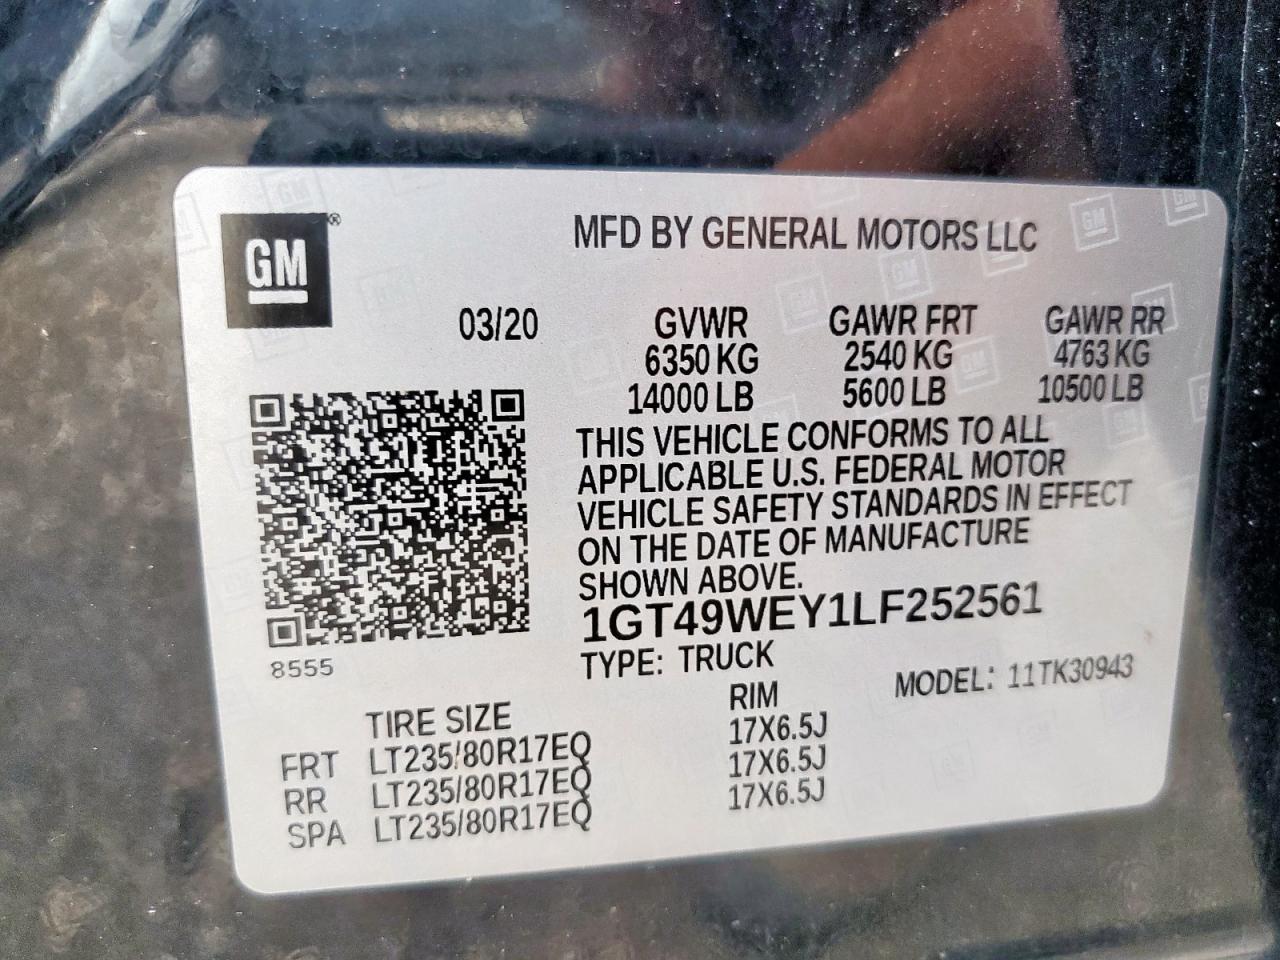 GM®
MFD BY GENERAL MOTORS LLC
03/20 GVWR GAWR FRT GAWR RR
6350 KG 2540 KG 4763 KG
14000 LB 5600 LB 10500 LB
THIS VEHICLE CONFORMS TO ALL
APPLICABLE U.S. FEDERAL MOTOR
VEHICLE SAFETY STANDARDS IN EFFECT
ON THE DATE OF MANUFACTURE
SHOWN ABOVE.
1GT49WEY1LF252561
8555
TYPE: TRUCK
MODEL: 11TK30943
TIRE SIZE RIM
FRT LT235/80R17EQ 17X6.5J
RR LT235/80R17EQ 17X6.5J
SPA LT235/80R17EQ 17X6.5J